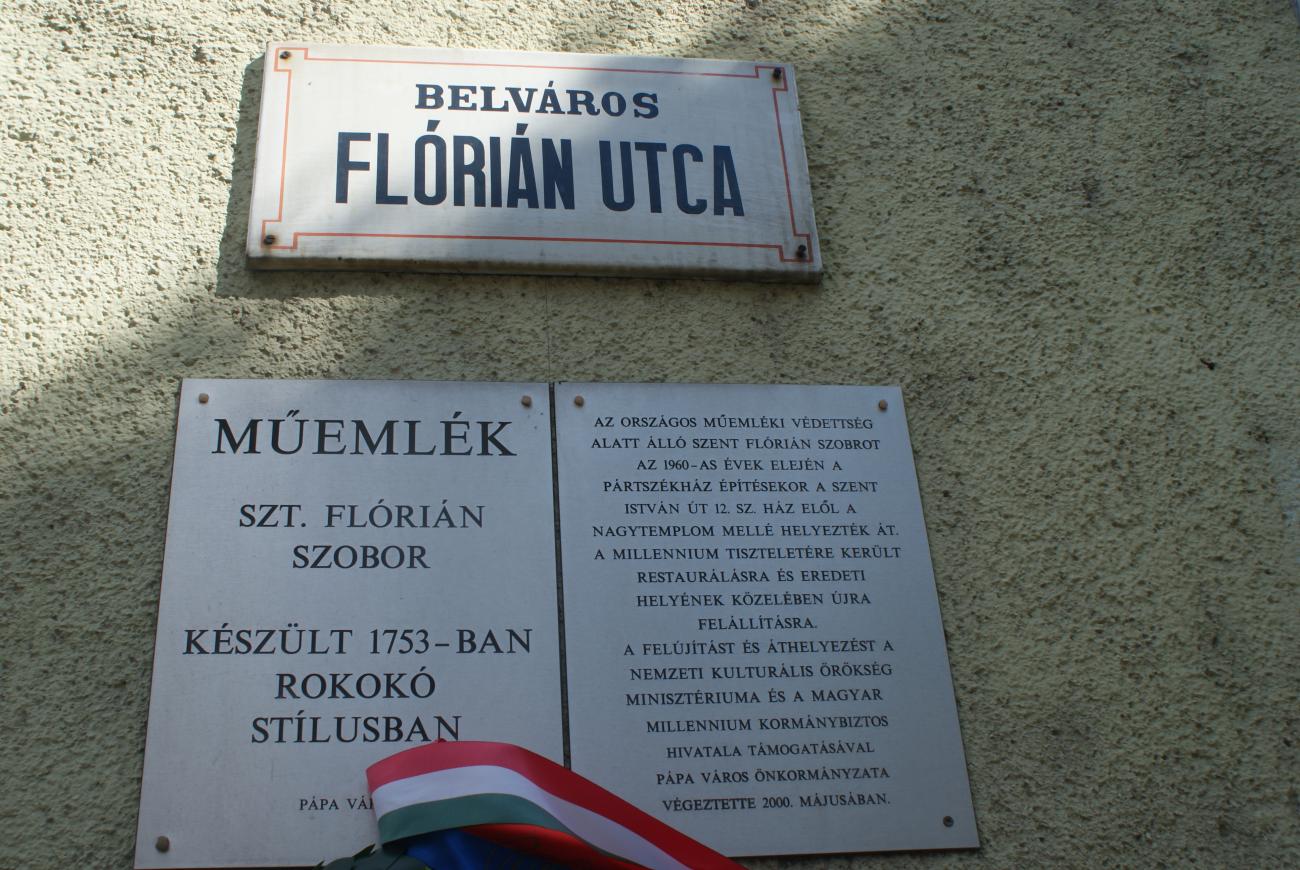 BELVÁROS
FLÓRIÁN UTCA
MŰEMLÉK
SZT. FLÓRIÁN
SZOBOR
KÉSZÜLT 1753-BAN
ROKOKÓ
STÍLUSBAN
PÁPA
AZ ORSZÁGOS MŰEMLÉKI VÉDETTSÉG
ALATT ÁLLÓ SZENT FLÓRIÁN SZOBROT
AZ 1960-AS ÉVEK ELEJÉN A
PÁRTSZÉKHÁZ ÉPÍTÉSEKOR A SZENT
ISTVÁN ÚT 12. SZ. HÁZ ELŐL A
NAGYTEMPLOM MELLÉ HELYEZTÉK ÁT.
A MILLENNIUM TISZTELETÉRE KERÜLT
RESTAURÁLÁSRA ÉS EREDETI
HELYÉNEK KÖZELÉBEN ÚJRA
FELÁLLÍTÁSRA.
A FELÚJÍTÁST ÉS ÁTHELYEZÉST A
NEMZETI KULTURÁLIS ÖRÖKSÉG
MINISZTÉRIUMA ÉS A MAGYAR
MILLENNIUM KORMÁNYBIZTOS
HIVATALA TÁMOGATÁSÁVAL
PÁPA VÁROS ÖNKORMÁNYZATA
VÉGEZTETTE 2000. MÁJUSÁBAN.